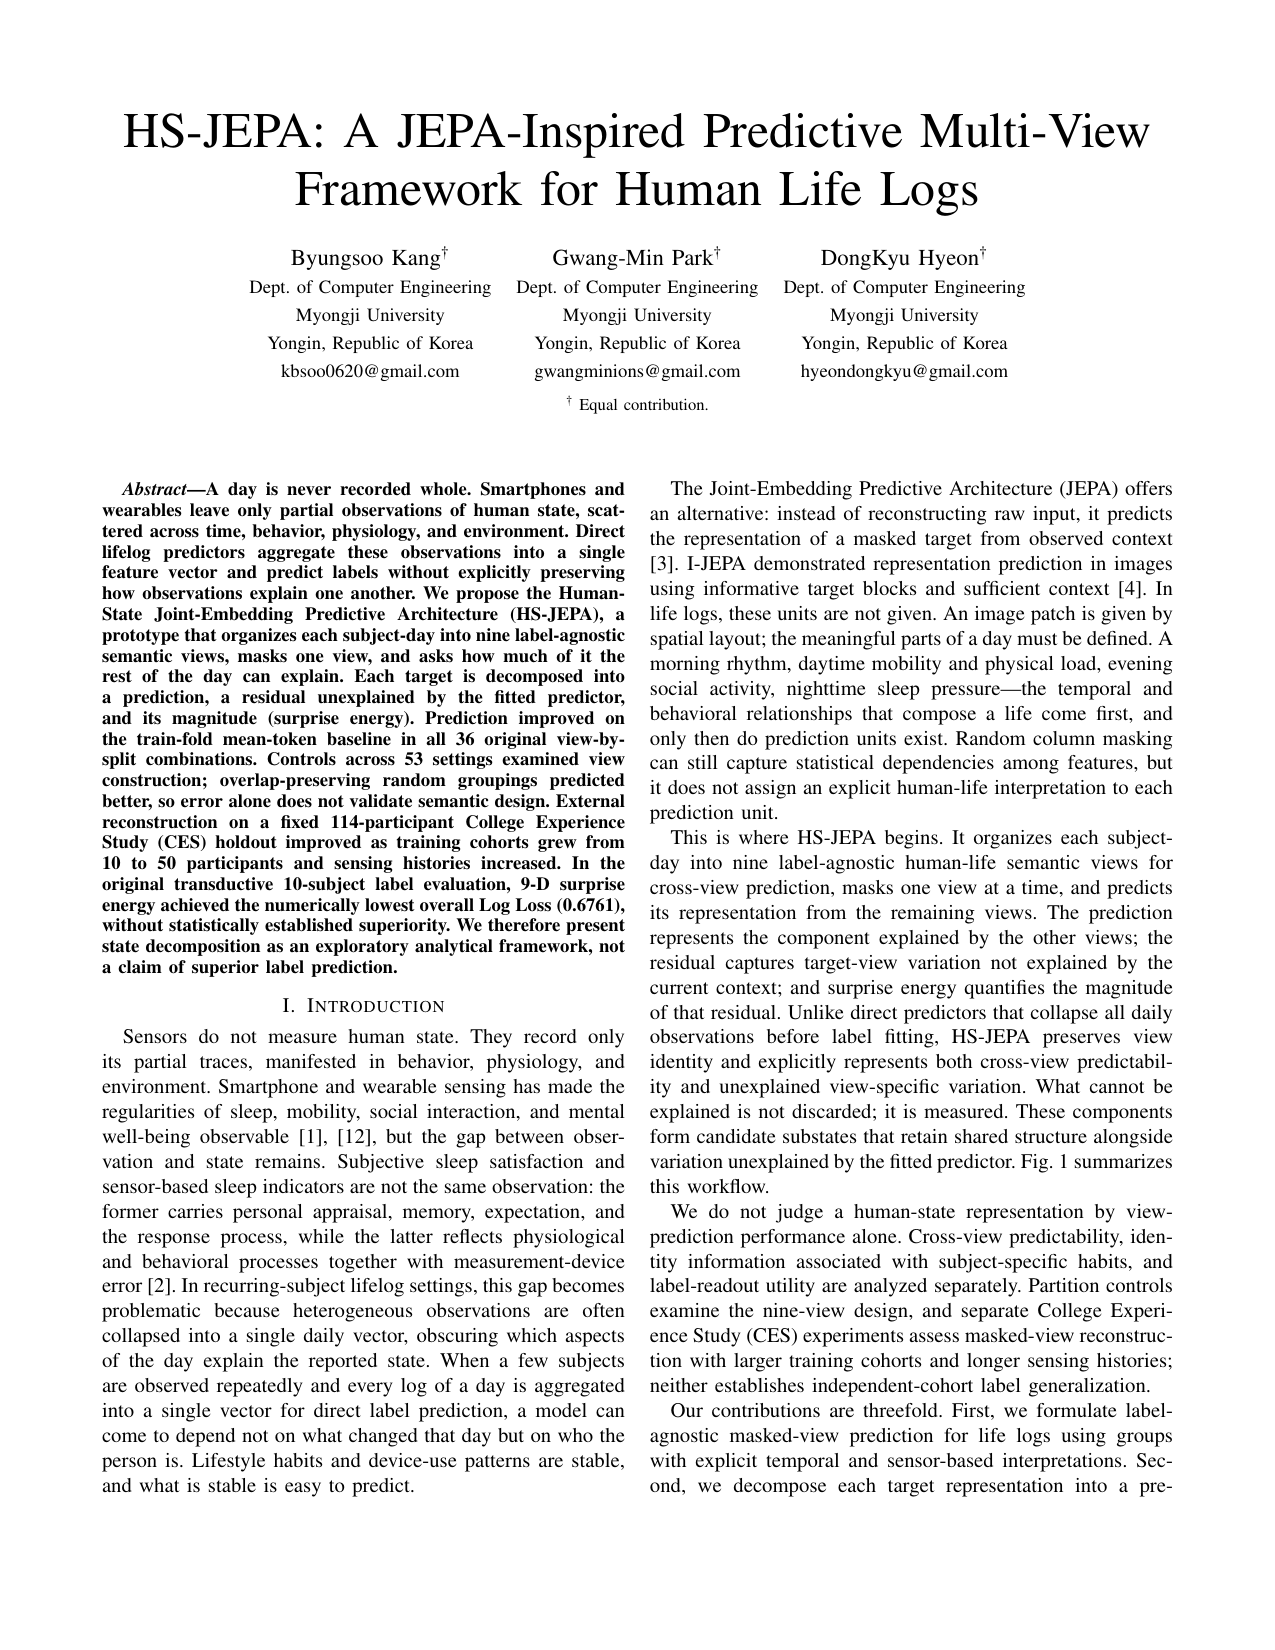 HS-JEPA: A JEPA-Inspired Predictive Multi-View
Framework for Human Life Logs
Byungsoo Kang†
Dept. of Computer Engineering
Myongji University
Yongin, Republic of Korea
kbsoo0620@gmail.com
Gwang-Min Park†
Dept. of Computer Engineering
Myongji University
Yongin, Republic of Korea
gwangminions@gmail.com
DongKyu Hyeon†
Dept. of Computer Engineering
Myongji University
Yongin, Republic of Korea
hyeondongkyu@gmail.com
† Equal contribution.
Abstract—A day is never recorded whole. Smartphones and
wearables leave only partial observations of human state, scat-
tered across time, behavior, physiology, and environment. Direct
lifelog predictors aggregate these observations into a single
feature vector and predict labels without explicitly preserving
how observations explain one another. We propose the Human-
State Joint-Embedding Predictive Architecture (HS-JEPA), a
prototype that organizes each subject-day into nine label-agnostic
semantic views, masks one view, and asks how much of it the
rest of the day can explain. Each target is decomposed into
a prediction, a residual unexplained by the fitted predictor,
and its magnitude (surprise energy). Prediction improved on
the train-fold mean-token baseline in all 36 original view-by-
split combinations. Controls across 53 settings examined view
construction; overlap-preserving random groupings predicted
better, so error alone does not validate semantic design. External
reconstruction on a fixed 114-participant College Experience
Study (CES) holdout improved as training cohorts grew from
10 to 50 participants and sensing histories increased. In the
original transductive 10-subject label evaluation, 9-D surprise
energy achieved the numerically lowest overall Log Loss (0.6761),
without statistically established superiority. We therefore present
state decomposition as an exploratory analytical framework, not
a claim of superior label prediction.
I. INTRODUCTION
Sensors do not measure human state. They record only
its partial traces, manifested in behavior, physiology, and
environment. Smartphone and wearable sensing has made the
regularities of sleep, mobility, social interaction, and mental
well-being observable [1], [12], but the gap between obser-
vation and state remains. Subjective sleep satisfaction and
sensor-based sleep indicators are not the same observation: the
former carries personal appraisal, memory, expectation, and
the response process, while the latter reflects physiological
and behavioral processes together with measurement-device
error [2]. In recurring-subject lifelog settings, this gap becomes
problematic because heterogeneous observations are often
collapsed into a single daily vector, obscuring which aspects
of the day explain the reported state. When a few subjects
are observed repeatedly and every log of a day is aggregated
into a single vector for direct label prediction, a model can
come to depend not on what changed that day but on who the
person is. Lifestyle habits and device-use patterns are stable,
and what is stable is easy to predict.
The Joint-Embedding Predictive Architecture (JEPA) offers
an alternative: instead of reconstructing raw input, it predicts
the representation of a masked target from observed context
[3]. I-JEPA demonstrated representation prediction in images
using informative target blocks and sufficient context [4]. In
life logs, these units are not given. An image patch is given by
spatial layout; the meaningful parts of a day must be defined. A
morning rhythm, daytime mobility and physical load, evening
social activity, nighttime sleep pressure—the temporal and
behavioral relationships that compose a life come first, and
only then do prediction units exist. Random column masking
can still capture statistical dependencies among features, but
it does not assign an explicit human-life interpretation to each
prediction unit.
This is where HS-JEPA begins. It organizes each subject-
day into nine label-agnostic human-life semantic views for
cross-view prediction, masks one view at a time, and predicts
its representation from the remaining views. The prediction
represents the component explained by the other views; the
residual captures target-view variation not explained by the
current context; and surprise energy quantifies the magnitude
of that residual. Unlike direct predictors that collapse all daily
observations before label fitting, HS-JEPA preserves view
identity and explicitly represents both cross-view predictabil-
ity and unexplained view-specific variation. What cannot be
explained is not discarded; it is measured. These components
form candidate substates that retain shared structure alongside
variation unexplained by the fitted predictor. Fig. 1 summarizes
this workflow.
We do not judge a human-state representation by view-
prediction performance alone. Cross-view predictability, iden-
tity information associated with subject-specific habits, and
label-readout utility are analyzed separately. Partition controls
examine the nine-view design, and separate College Experi-
ence Study (CES) experiments assess masked-view reconstruc-
tion with larger training cohorts and longer sensing histories;
neither establishes independent-cohort label generalization.
Our contributions are threefold. First, we formulate label-
agnostic masked-view prediction for life logs using groups
with explicit temporal and sensor-based interpretations. Sec-
ond, we decompose each target representation into a pre-